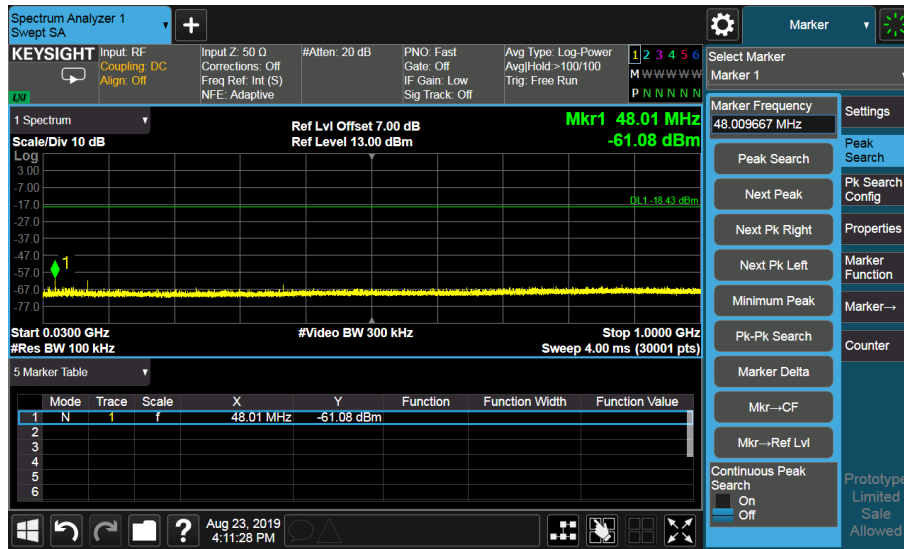 Spectrum Analyzer 1
Swept SA
Marker
KEYSIGHT
Input: RF
Coupling: DC
Align: Off
Input Z: 50 Ω
Corrections: Off
Freq Ref: Int (S)
NFE: Adaptive
#Atten: 20 dB
PNO: Fast
Gate: Off
IF Gain: Low
Sig Track: Off
Avg Type: Log-Power
Avg|Hold:>100/100
Trig: Free Run
1 2 3 4 5 6
M W W W W W
P N N N N N
LXI
Select Marker
Marker 1
1 Spectrum
Scale/Div 10 dB
Ref Lvl Offset 7.00 dB
Ref Level 13.00 dBm
Mkr1 48.01 MHz
-61.08 dBm
Log
3.00
-7.00
-17.0
-27.0
-37.0
-47.0
-57.0
-67.0
-77.0
DL1 -18.43 dBm
1
Start 0.0300 GHz
#Res BW 100 kHz
#Video BW 300 kHz
Stop 1.0000 GHz
Sweep 4.00 ms (30001 pts)
5 Marker Table
Mode Trace Scale X Y Function Function Width Function Value
1 N 1 f 48.01 MHz -61.08 dBm
2
3
4
5
6
Marker Frequency
48.009667 MHz
Peak Search
Next Peak
Next Pk Right
Next Pk Left
Minimum Peak
Pk-Pk Search
Marker Delta
Mkr→CF
Mkr→Ref Lvl
Continuous Peak
Search
On
Off
Settings
Peak
Search
Pk Search
Config
Properties
Marker
Function
Marker→
Counter
Prototype
Limited
Sale
Allowed
?
Aug 23, 2019
4:11:28 PM